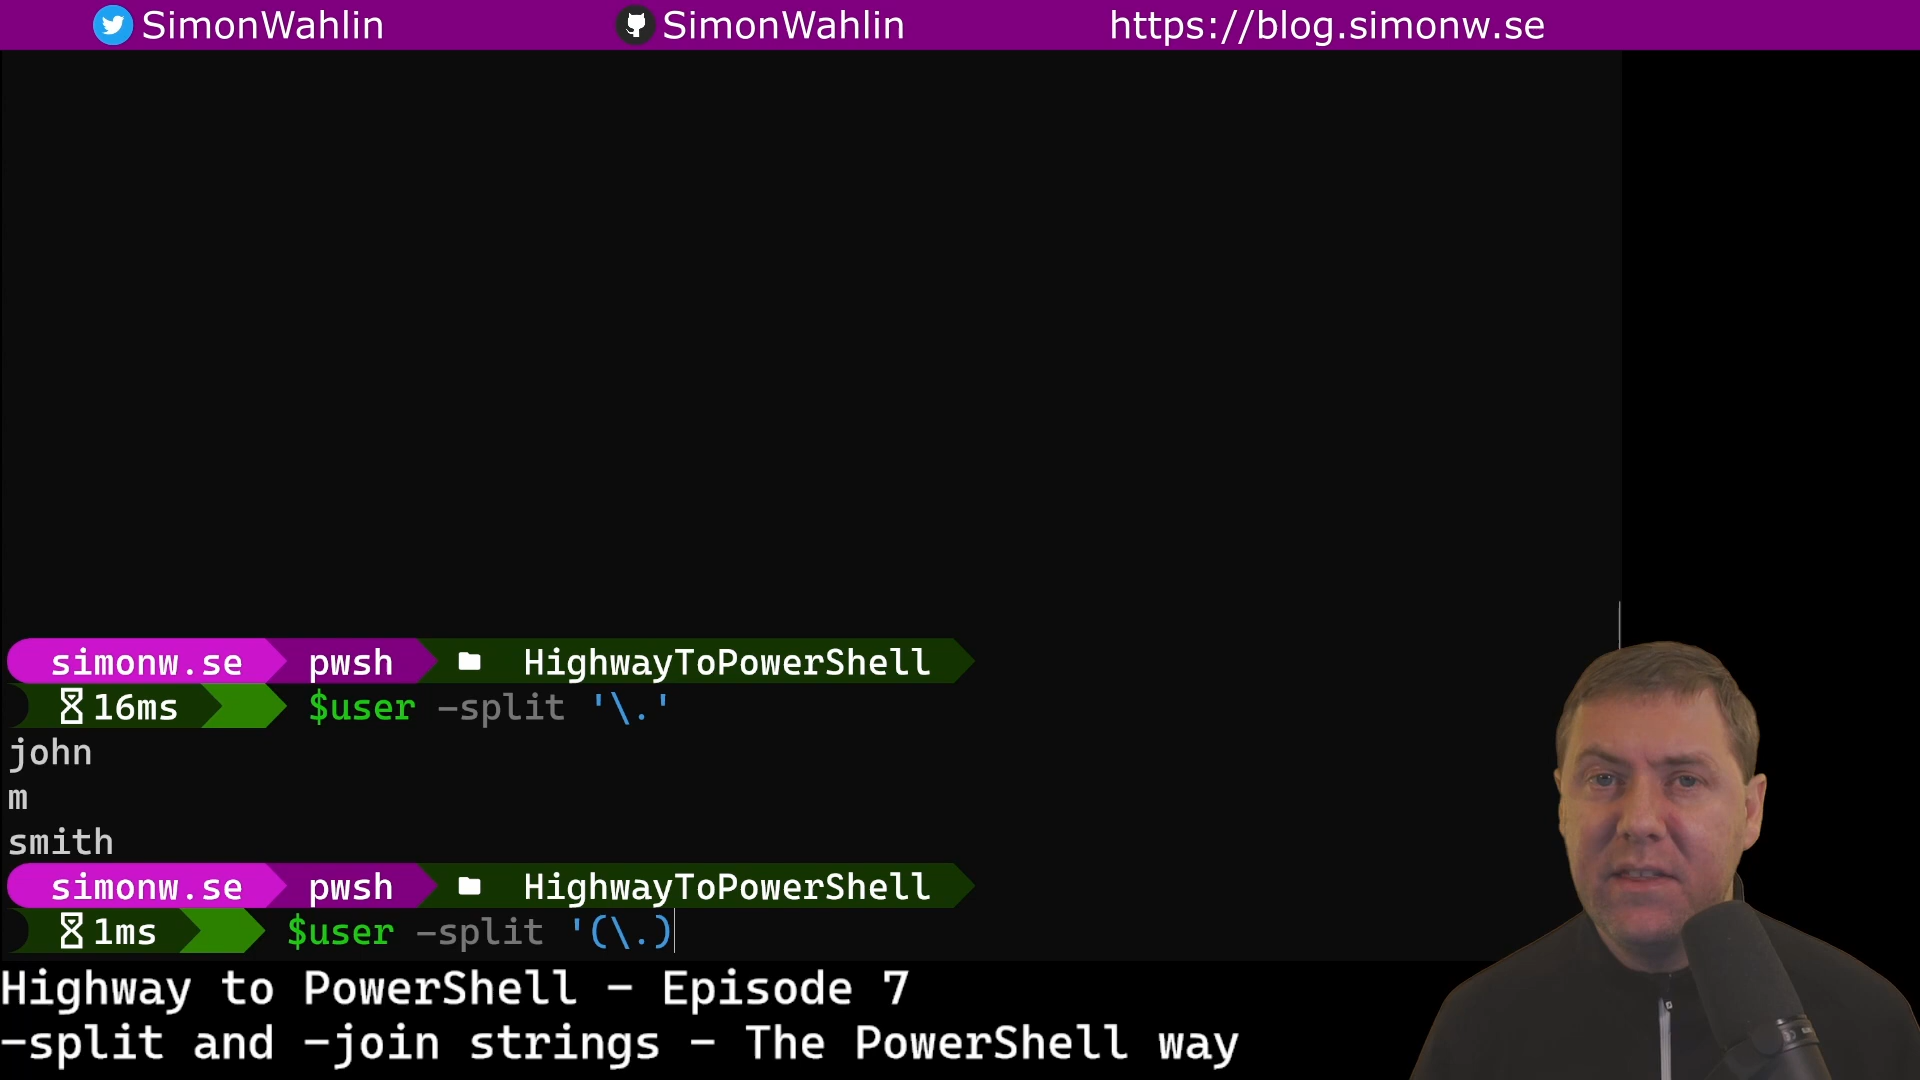 SimonWahlin SimonWahlin https://blog.simonw.se
simonw.se pwsh HighwayToPowerShell
16ms $user -split '\.'
john
m
smith
simonw.se pwsh HighwayToPowerShell
1ms $user -split '(\.)
Highway to PowerShell - Episode 7
-split and -join strings - The PowerShell way